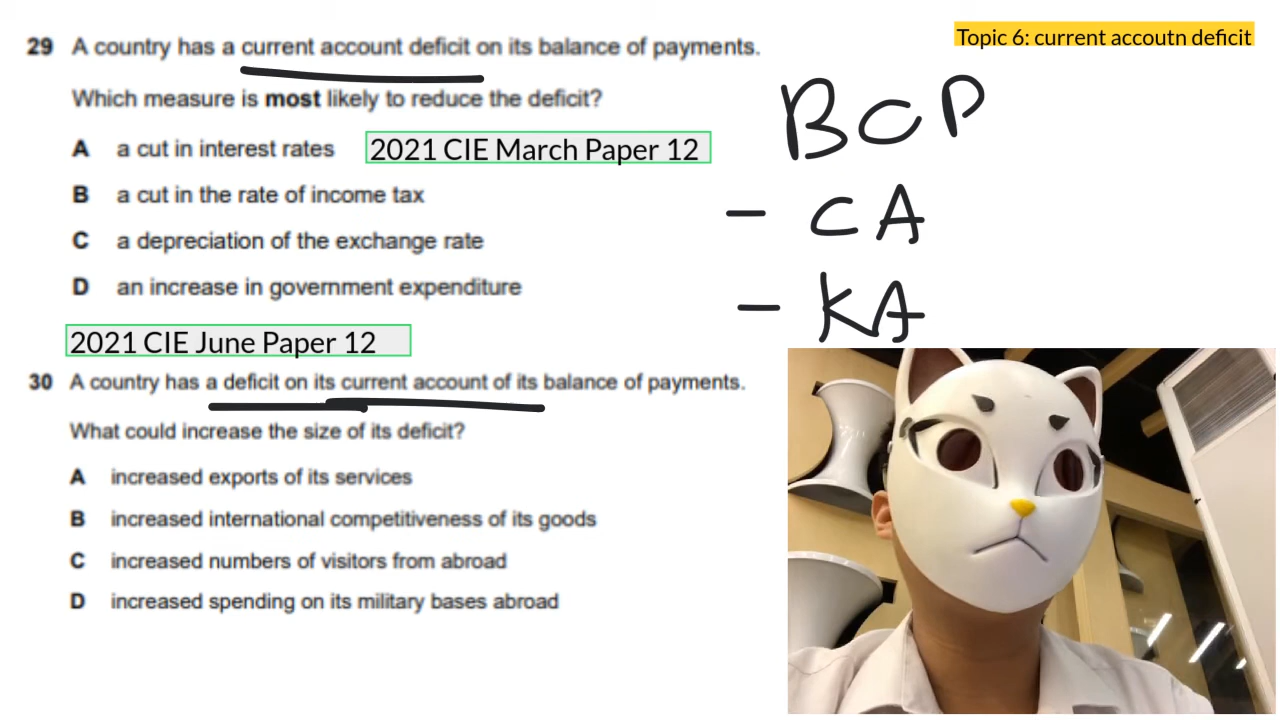 Topic 6: current accoutn deficit
29 A country has a current account deficit on its balance of payments.
Which measure is most likely to reduce the deficit?
A a cut in interest rates
2021 CIE March Paper 12
B a cut in the rate of income tax
C a depreciation of the exchange rate
D an increase in government expenditure
2021 CIE June Paper 12
30 A country has a deficit on its current account of its balance of payments.
What could increase the size of its deficit?
A increased exports of its services
B increased international competitiveness of its goods
C increased numbers of visitors from abroad
D increased spending on its military bases abroad
BOP
- CA
- KA